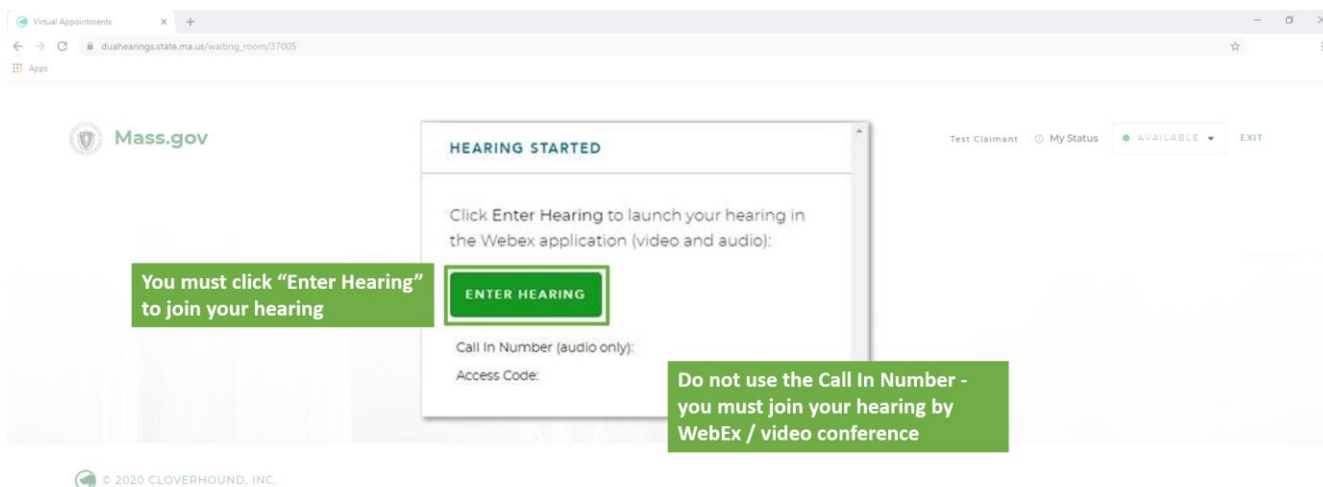 Virtual Appointments
duahearings.state.ma.us/waiting_room/37005
Apps
Mass.gov
Test Claimant My Status AVAILABLE EXIT
HEARING STARTED
Click Enter Hearing to launch your hearing in
the Webex application (video and audio):
You must click “Enter Hearing”
to join your hearing
ENTER HEARING
Call In Number (audio only):
Access Code:
Do not use the Call In Number -
you must join your hearing by
WebEx / video conference
© 2020 CLOVERHOUND, INC.